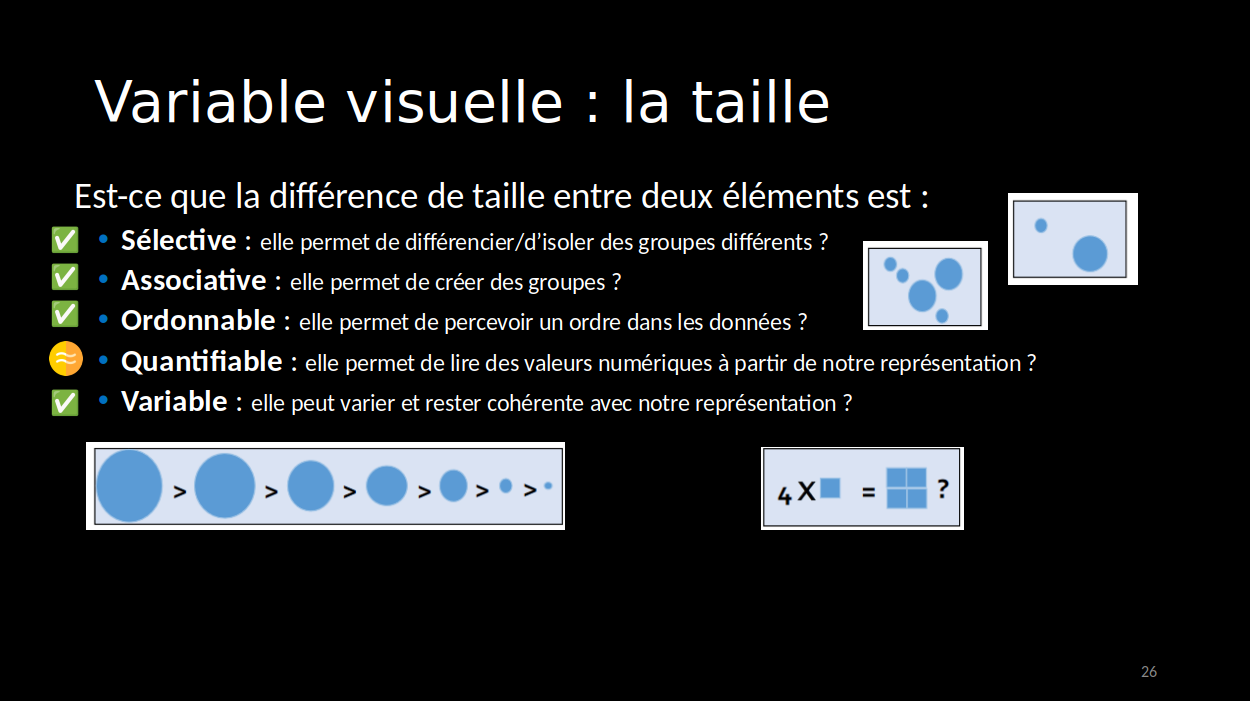 Variable visuelle : la taille
Est-ce que la différence de taille entre deux éléments est :
• Sélective : elle permet de différencier/d’isoler des groupes différents ?
• Associative : elle permet de créer des groupes ?
• Ordonnable : elle permet de percevoir un ordre dans les données ?
• Quantifiable : elle permet de lire des valeurs numériques à partir de notre représentation ?
• Variable : elle peut varier et rester cohérente avec notre représentation ?
> > > > > >
4 X = ?
26